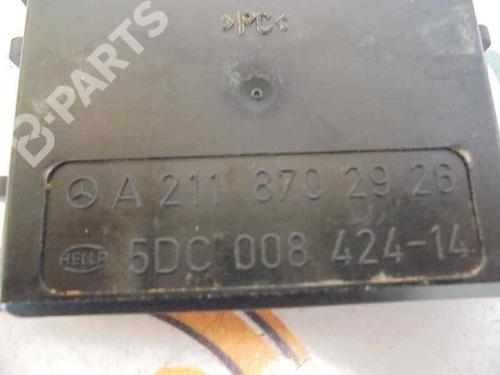 >PC<
B-PARTS
A 211 870 29 26
HELLA 5DC 008 424-14